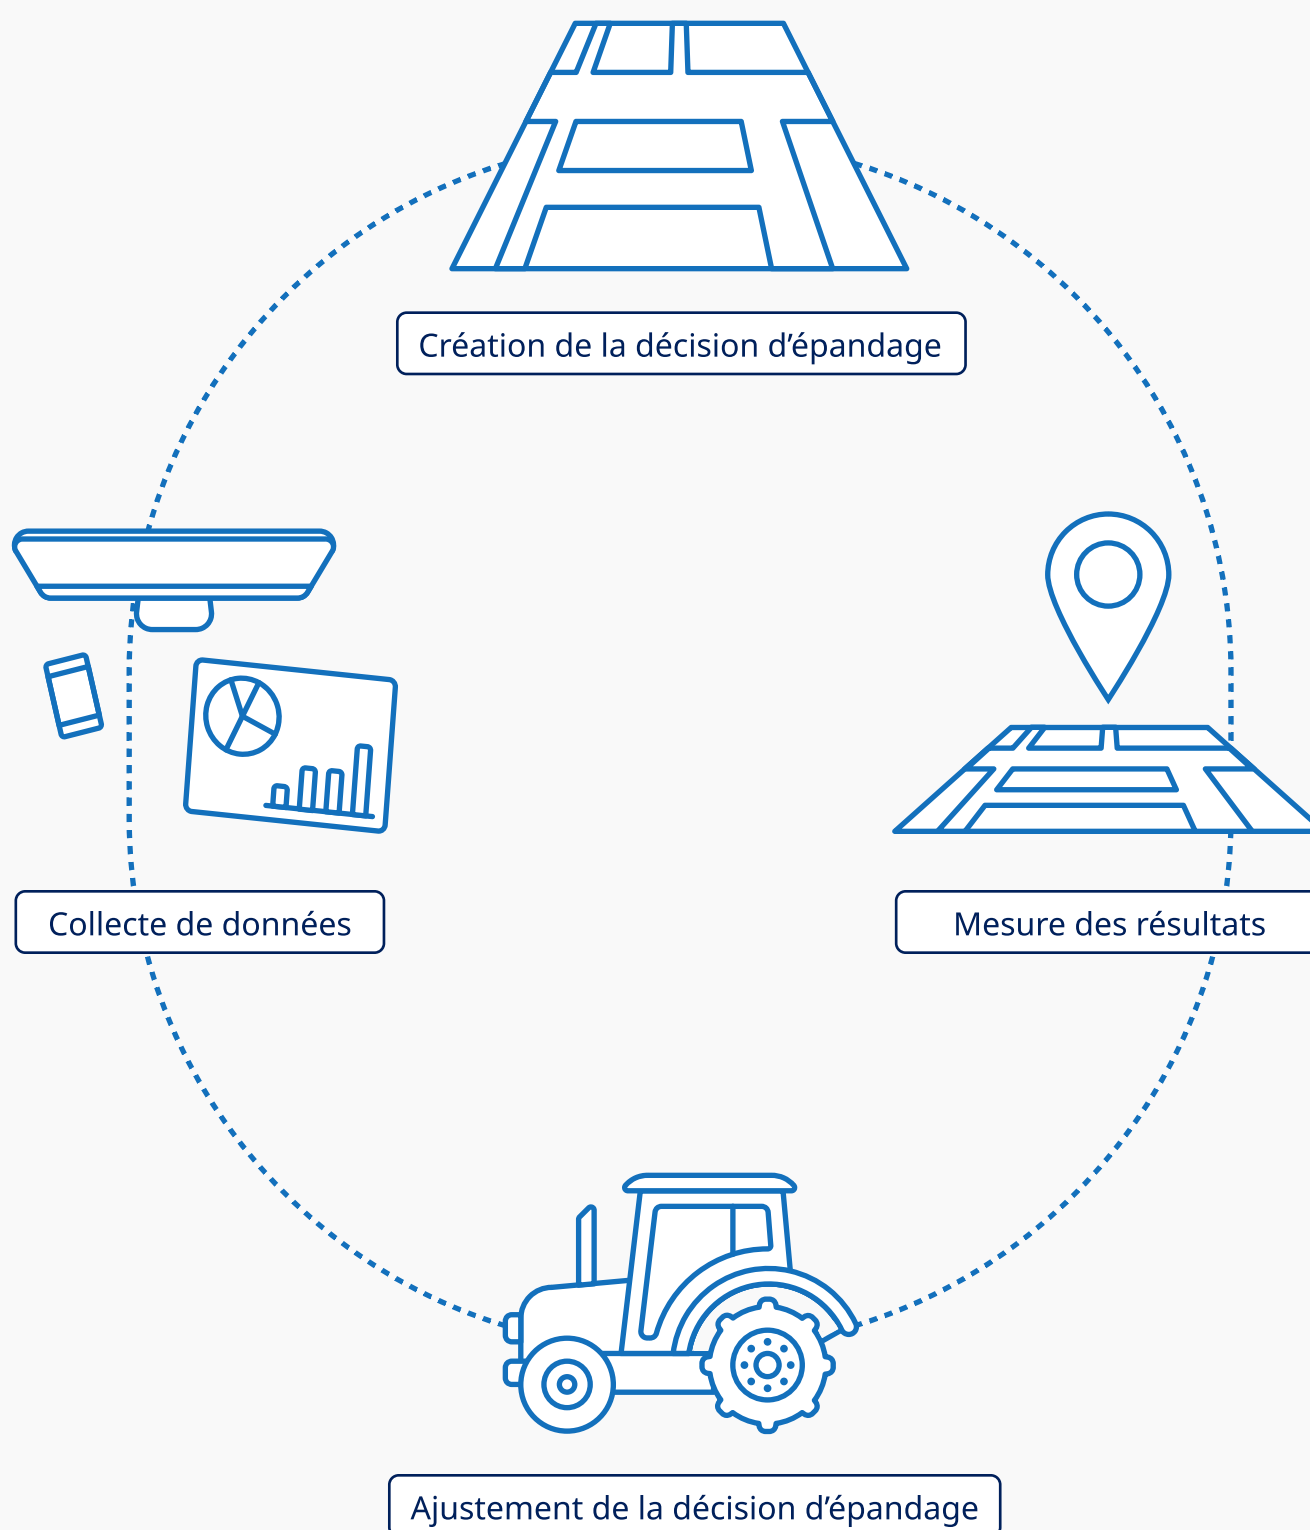 Création de la décision d’épandage
Collecte de données
Mesure des résultats
Ajustement de la décision d’épandage